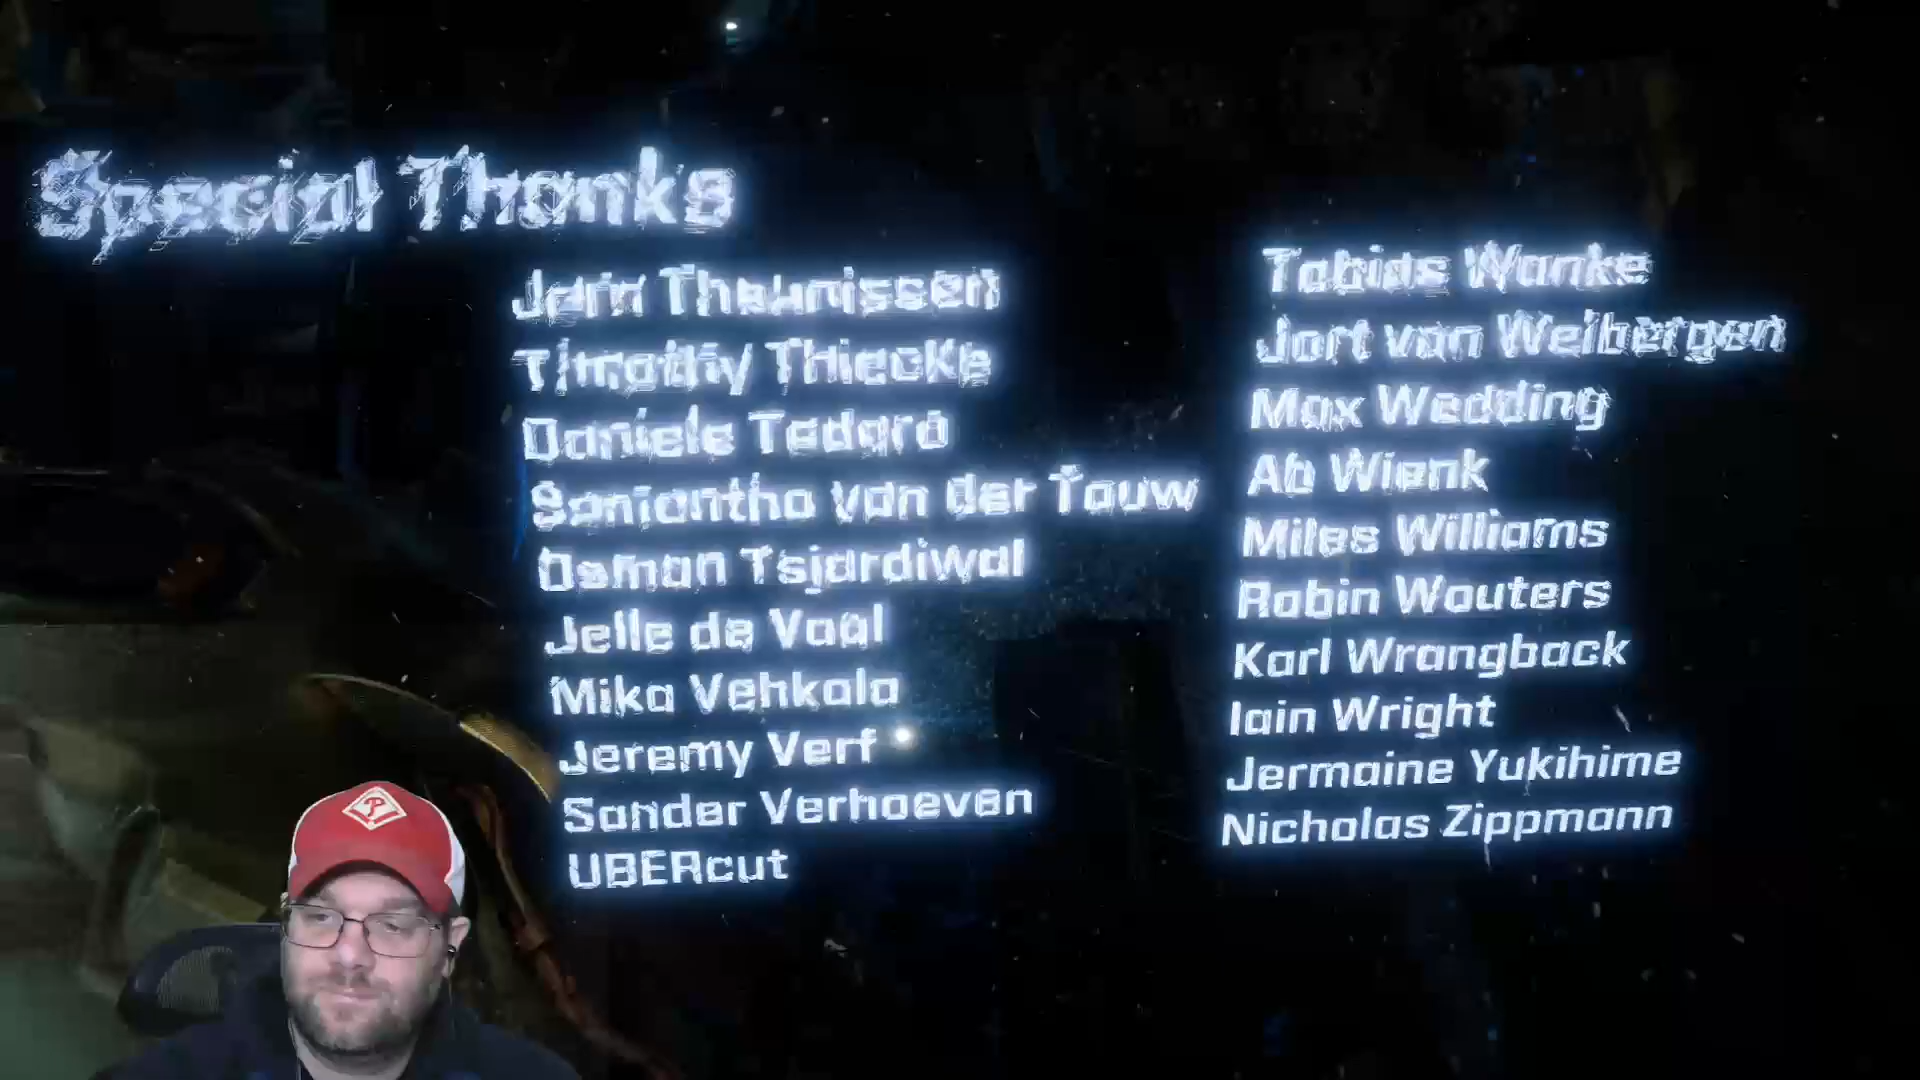 Special Thanks
Jorn Theunissen
Timothy Thiecke
Daniele Tedaro
Samantha van der Tauw
Damon Tsjardiwal
Jelle de Vaal
Mika Vehkala
Jeremy Verf
Sander Verhoeven
UBERcut
Tobias Wanke
Jort van Welbergen
Max Wedding
Ab Wienk
Miles Williams
Robin Wouters
Karl Wrangback
Iain Wright
Jermaine Yukihime
Nicholas Zippmann
P